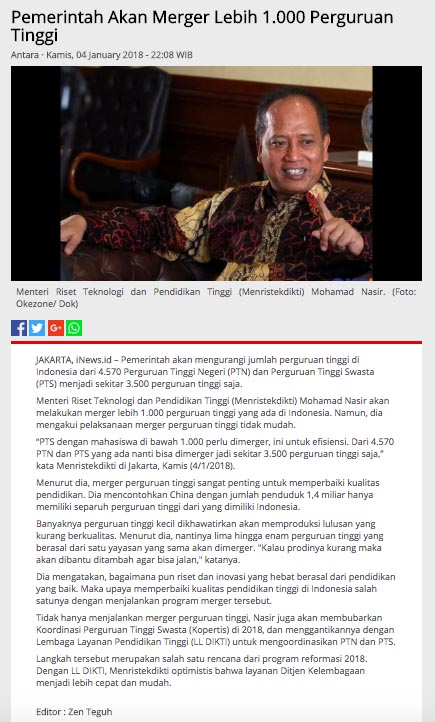 Pemerintah Akan Merger Lebih 1.000 Perguruan
Tinggi
Antara · Kamis, 04 January 2018 - 22:08 WIB
Menteri Riset Teknologi dan Pendidikan Tinggi (Menristekdikti) Mohamad Nasir. (Foto:
Okezone/ Dok)
JAKARTA, iNews.id – Pemerintah akan mengurangi jumlah perguruan tinggi di
Indonesia dari 4.570 Perguruan Tinggi Negeri (PTN) dan Perguruan Tinggi Swasta
(PTS) menjadi sekitar 3.500 perguruan tinggi saja.
Menteri Riset Teknologi dan Pendidikan Tinggi (Menristekdikti) Mohamad Nasir akan
melakukan merger lebih 1.000 perguruan tinggi yang ada di Indonesia. Namun, dia
mengakui pelaksanaan merger perguruan tinggi tidak mudah.
“PTS dengan mahasiswa di bawah 1.000 perlu dimerger, ini untuk efisiensi. Dari 4.570
PTN dan PTS yang ada nanti bisa dimerger jadi sekitar 3.500 perguruan tinggi saja,”
kata Menristekdikti di Jakarta, Kamis (4/1/2018).
Menurut dia, merger perguruan tinggi sangat penting untuk memperbaiki kualitas
pendidikan. Dia mencontohkan China dengan jumlah penduduk 1,4 miliar hanya
memiliki separuh perguruan tinggi dari yang dimiliki Indonesia.
Banyaknya perguruan tinggi kecil dikhawatirkan akan memproduksi lulusan yang
kurang berkualitas. Menurut dia, nantinya lima hingga enam perguruan tinggi yang
berasal dari satu yayasan yang sama akan dimerger. "Kalau prodinya kurang maka
akan dibantu ditambah agar bisa jalan," katanya.
Dia mengatakan, bagaimana pun riset dan inovasi yang hebat berasal dari pendidikan
yang baik. Maka upaya memperbaiki kualitas pendidikan tinggi di Indonesia salah
satunya dengan menjalankan program merger tersebut.
Tidak hanya menjalankan merger perguruan tinggi, Nasir juga akan membubarkan
Koordinasi Perguruan Tinggi Swasta (Kopertis) di 2018, dan menggantikannya dengan
Lembaga Layanan Pendidikan Tinggi (LL DIKTI) untuk mengoordinasikan PTN dan PTS.
Langkah tersebut merupakan salah satu rencana dari program reformasi 2018.
Dengan LL DIKTI, Menristekdikti optimistis bahwa layanan Ditjen Kelembagaan
menjadi lebih cepat dan mudah.
Editor : Zen Teguh